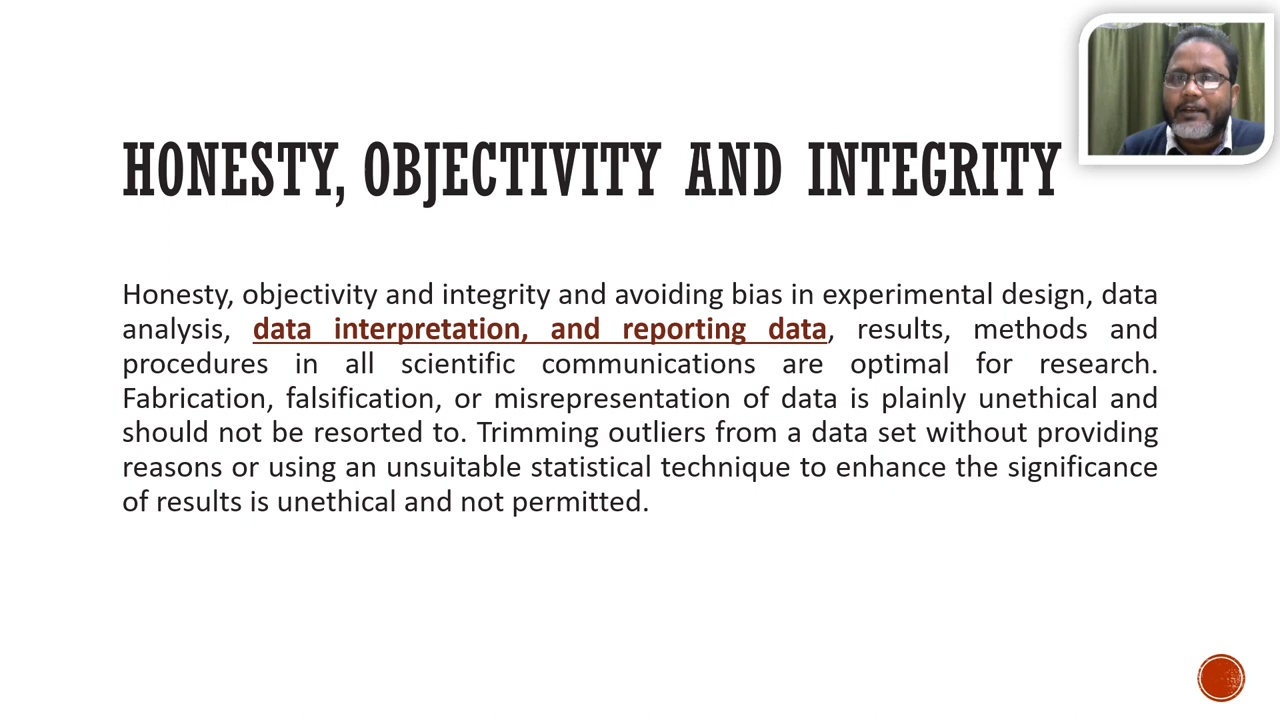 HONESTY, OBJECTIVITY AND INTEGRITY
Honesty, objectivity and integrity and avoiding bias in experimental design, data
analysis, data interpretation, and reporting data, results, methods and
procedures in all scientific communications are optimal for research.
Fabrication, falsification, or misrepresentation of data is plainly unethical and
should not be resorted to. Trimming outliers from a data set without providing
reasons or using an unsuitable statistical technique to enhance the significance
of results is unethical and not permitted.